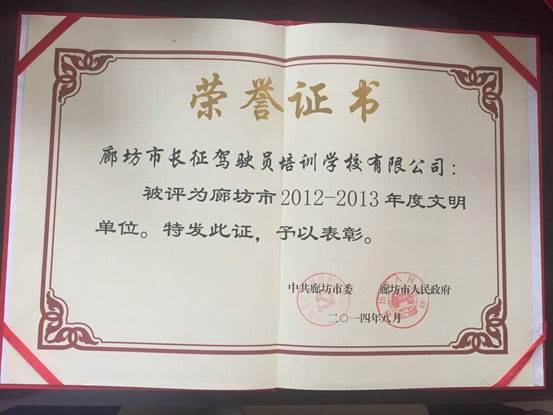 荣誉证书
廊坊市长征驾驶员培训学校有限公司：
被评为廊坊市2012-2013年度文明
单位。特发此证，予以表彰。
中共廊坊市委 廊坊市人民政府
二〇一四年八月